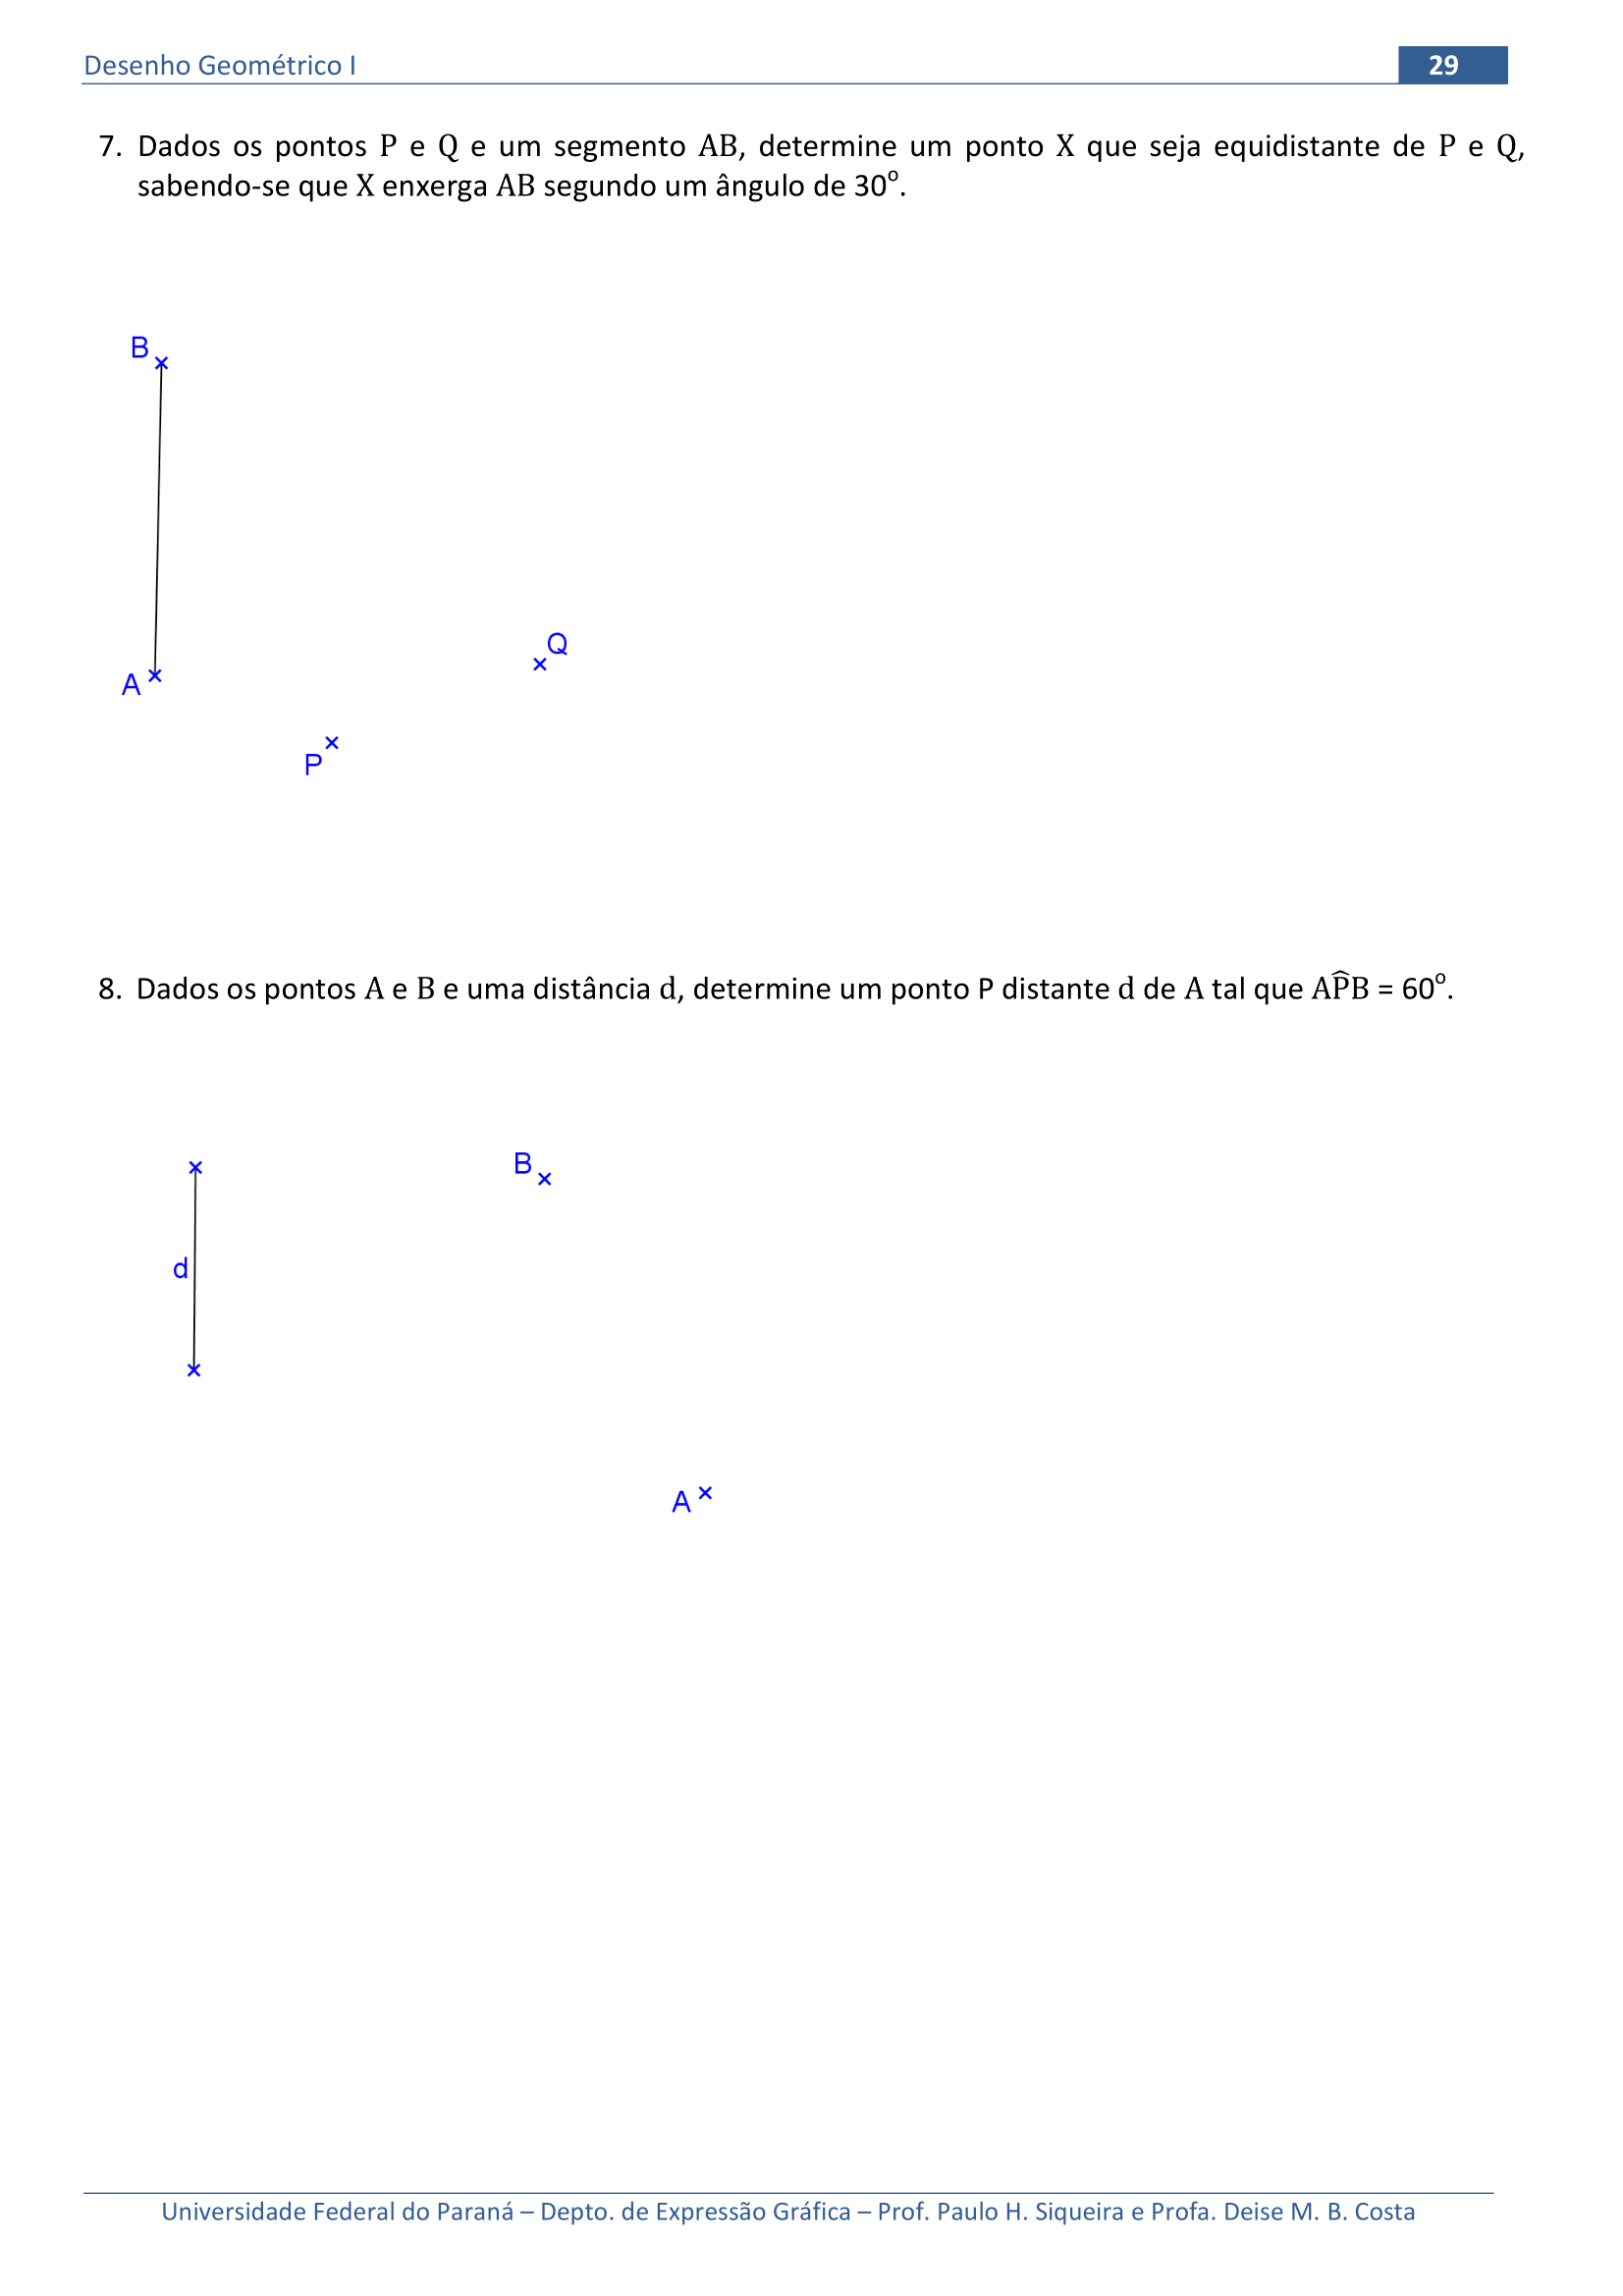 Desenho Geométrico I
29
7. Dados os pontos P e Q e um segmento AB, determine um ponto X que seja equidistante de P e Q,
sabendo-se que X enxerga AB segundo um ângulo de 30º.
B
Q
A
P
8. Dados os pontos A e B e uma distância d, determine um ponto P distante d de A tal que AP̂B = 60º.
B
d
A
Universidade Federal do Paraná – Depto. de Expressão Gráfica – Prof. Paulo H. Siqueira e Profa. Deise M. B. Costa